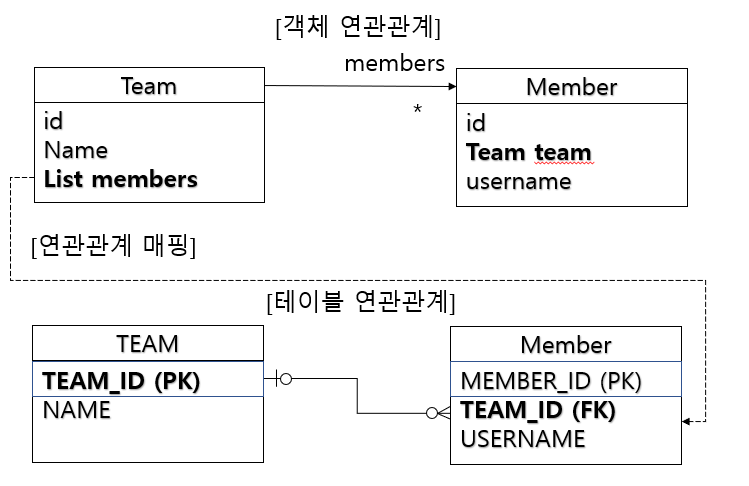 [객체 연관관계]
members
Team
Member
*
id
Name
List members
id
Team team
username
[연관관계 매핑]
[테이블 연관관계]
TEAM
Member
TEAM_ID (PK)
NAME
MEMBER_ID (PK)
TEAM_ID (FK)
USERNAME